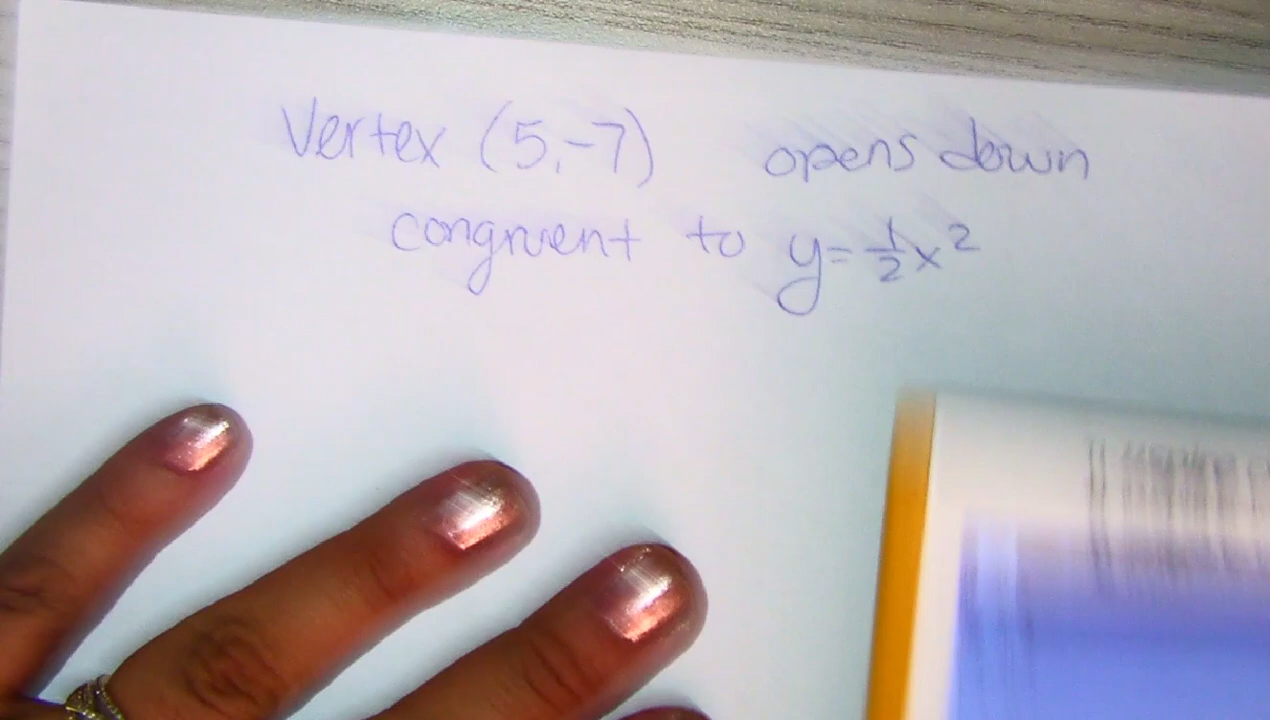 Vertex (5,-7) opens down
congruent to y=½x²